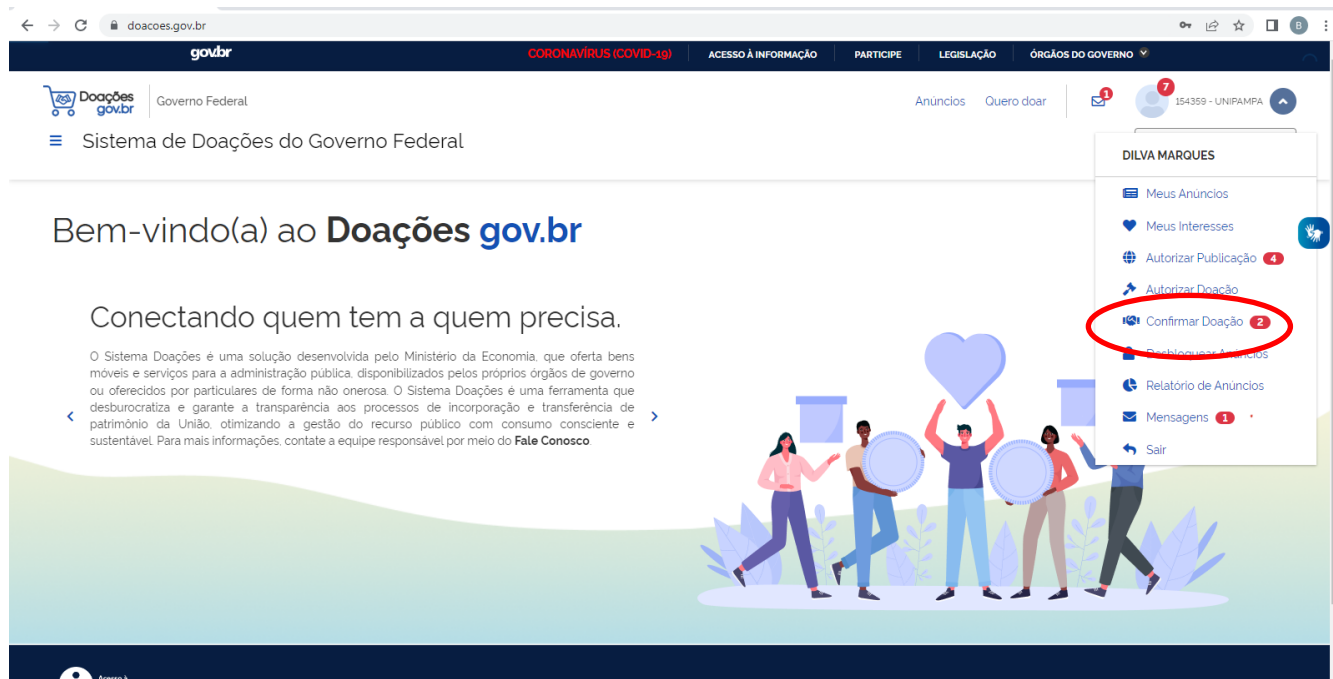 doacoes.gov.br
B
gov.br
CORONAVÍRUS (COVID-19)
ACESSO À INFORMAÇÃO
PARTICIPE
LEGISLAÇÃO
ÓRGÃOS DO GOVERNO
Doações
gov.br
Governo Federal
Anúncios
Quero doar
1
7
154359 - UNIPAMPA
Sistema de Doações do Governo Federal
DILVA MARQUES
Meus Anúncios
Meus Interesses
Autorizar Publicação 4
Autorizar Doação
Confirmar Doação 2
Desbloquear Anúncios
Relatório de Anúncios
Mensagens 1
Sair
Bem-vindo(a) ao Doações gov.br
Conectando quem tem a quem precisa.
O Sistema Doações é uma solução desenvolvida pelo Ministério da Economia, que oferta bens
móveis e serviços para a administração pública, disponibilizados pelos próprios órgãos de governo
ou oferecidos por particulares de forma não onerosa. O Sistema Doações é uma ferramenta que
desburocratiza e garante a transparência aos processos de incorporação e transferência de
patrimônio da União, otimizando a gestão do recurso público com consumo consciente e
sustentável. Para mais informações, contate a equipe responsável por meio do Fale Conosco.
Acesso à